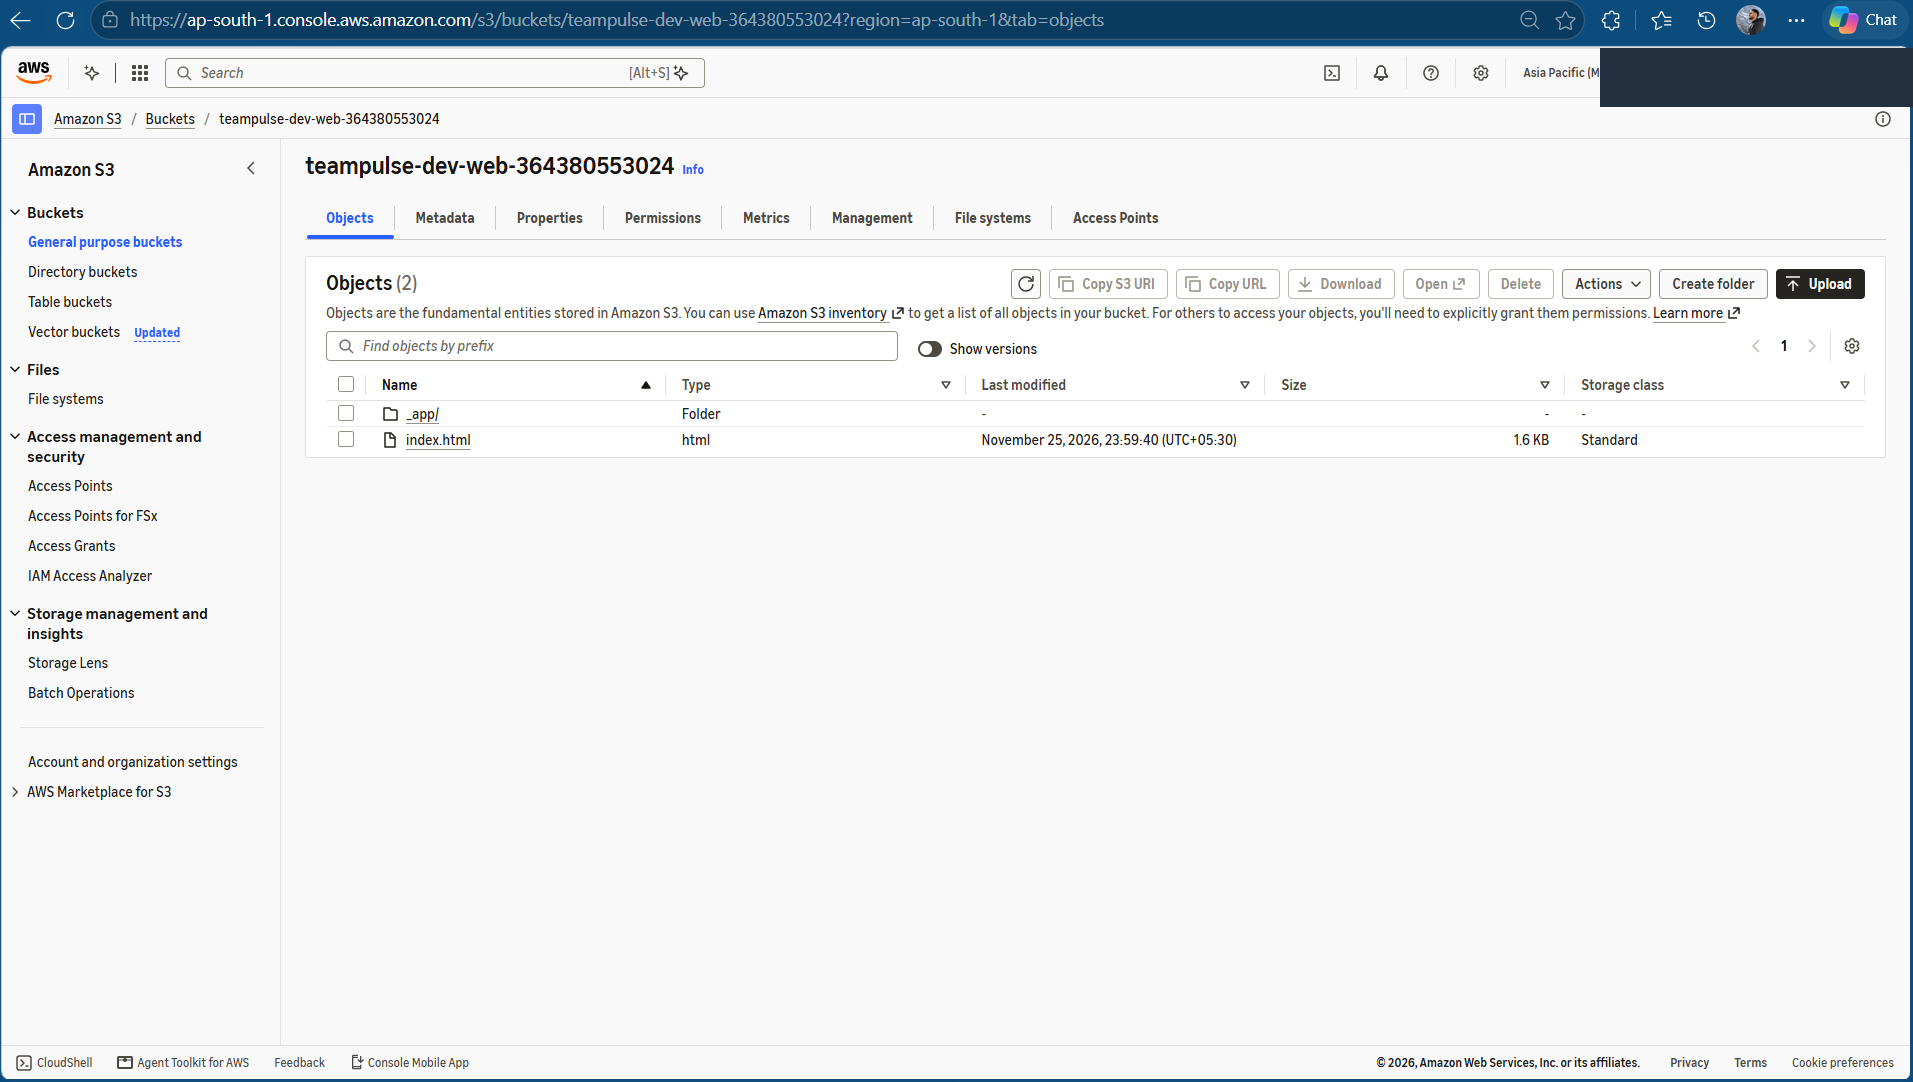 https://ap-south-1.console.aws.amazon.com/s3/buckets/teampulse-dev-web-364380553024?region=ap-south-1&tab=objects
Chat
aws
Search
[Alt+S]
Asia Pacific (M
Amazon S3 / Buckets / teampulse-dev-web-364380553024
Amazon S3
Buckets
General purpose buckets
Directory buckets
Table buckets
Vector buckets Updated
Files
File systems
Access management and
security
Access Points
Access Points for FSx
Access Grants
IAM Access Analyzer
Storage management and
insights
Storage Lens
Batch Operations
Account and organization settings
AWS Marketplace for S3
teampulse-dev-web-364380553024 Info
Objects Metadata Properties Permissions Metrics Management File systems Access Points
Objects (2)
Copy S3 URI Copy URL Download Open Delete Actions Create folder Upload
Objects are the fundamental entities stored in Amazon S3. You can use Amazon S3 inventory to get a list of all objects in your bucket. For others to access your objects, you'll need to explicitly grant them permissions. Learn more
Find objects by prefix
Show versions
1
Name Type Last modified Size Storage class
_app/ Folder - - -
index.html html November 25, 2026, 23:59:40 (UTC+05:30) 1.6 KB Standard
CloudShell Agent Toolkit for AWS Feedback Console Mobile App
© 2026, Amazon Web Services, Inc. or its affiliates. Privacy Terms Cookie preferences